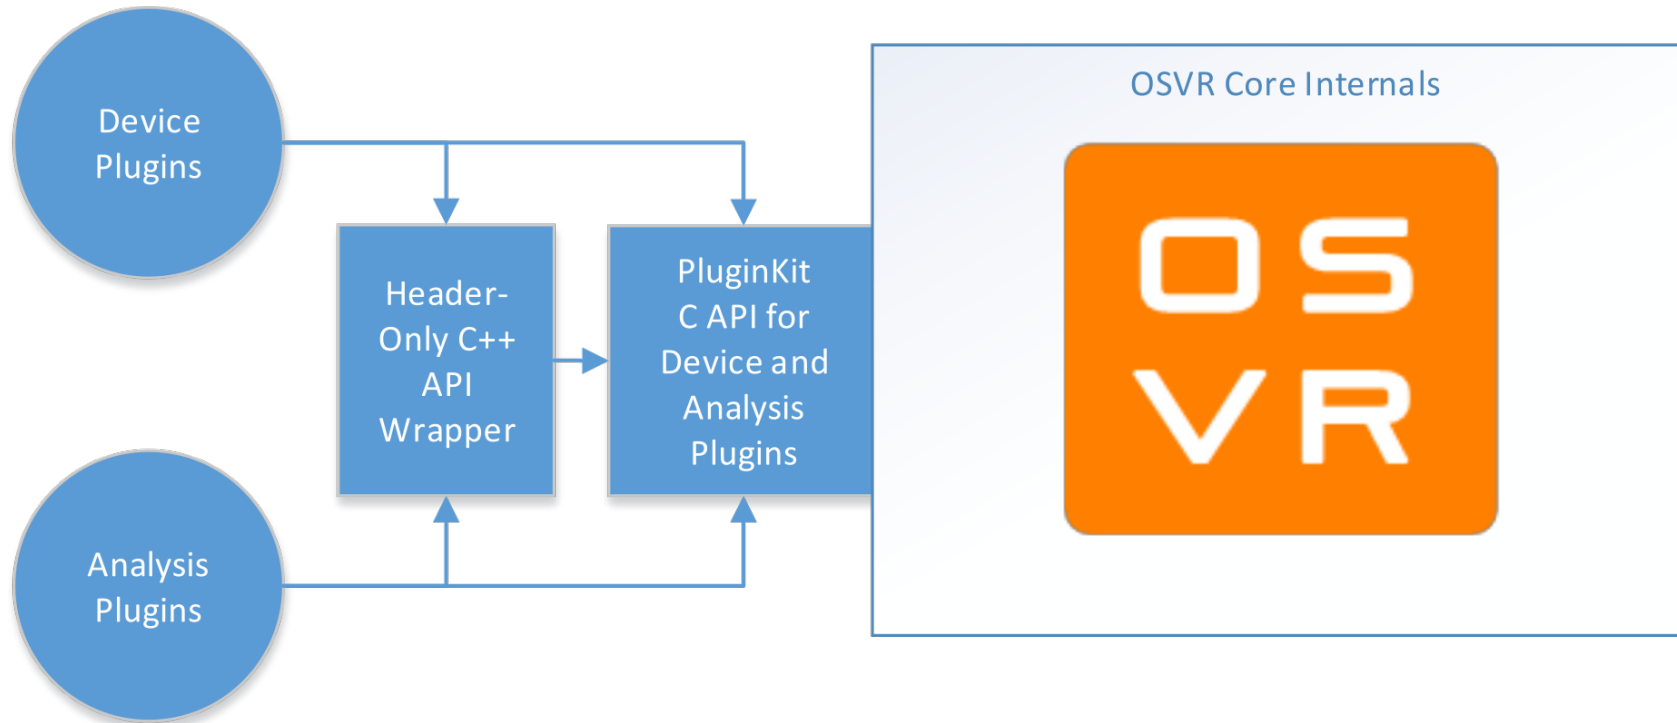 Device
Plugins
Header-
Only C++
API
Wrapper
PluginKit
C API for
Device and
Analysis
Plugins
OSVR Core Internals
OS
VR
Analysis
Plugins